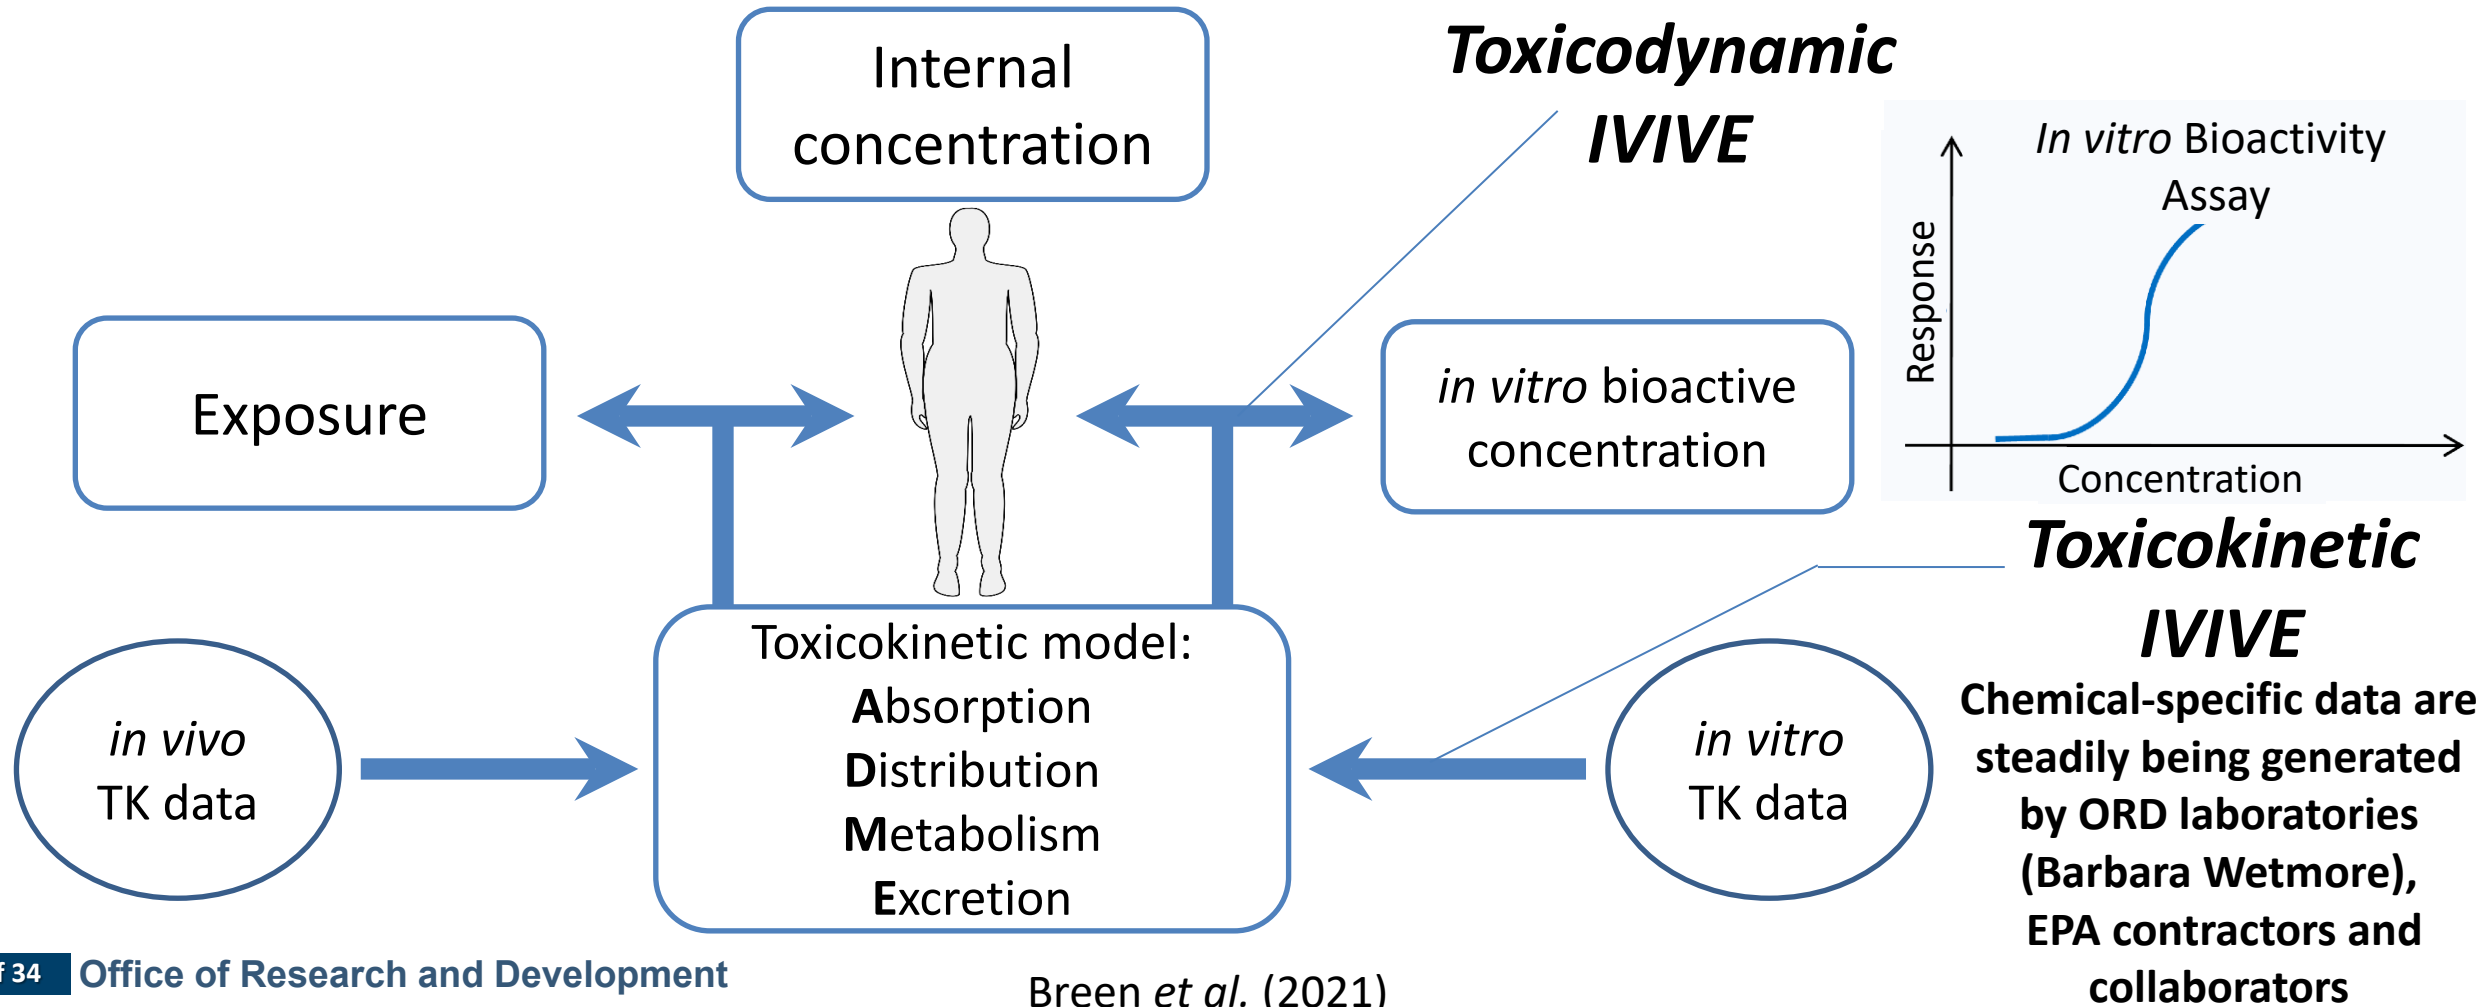 Internal
concentration
Toxicodynamic
IVIVE
In vitro Bioactivity
Assay
Response
Concentration
Exposure
in vitro bioactive
concentration
Toxicokinetic
IVIVE
Chemical-specific data are
steadily being generated
by ORD laboratories
(Barbara Wetmore),
EPA contractors and
collaborators
in vivo
TK data
Toxicokinetic model:
Absorption
Distribution
Metabolism
Excretion
in vitro
TK data
f 34
Office of Research and Development
Breen et al. (2021)